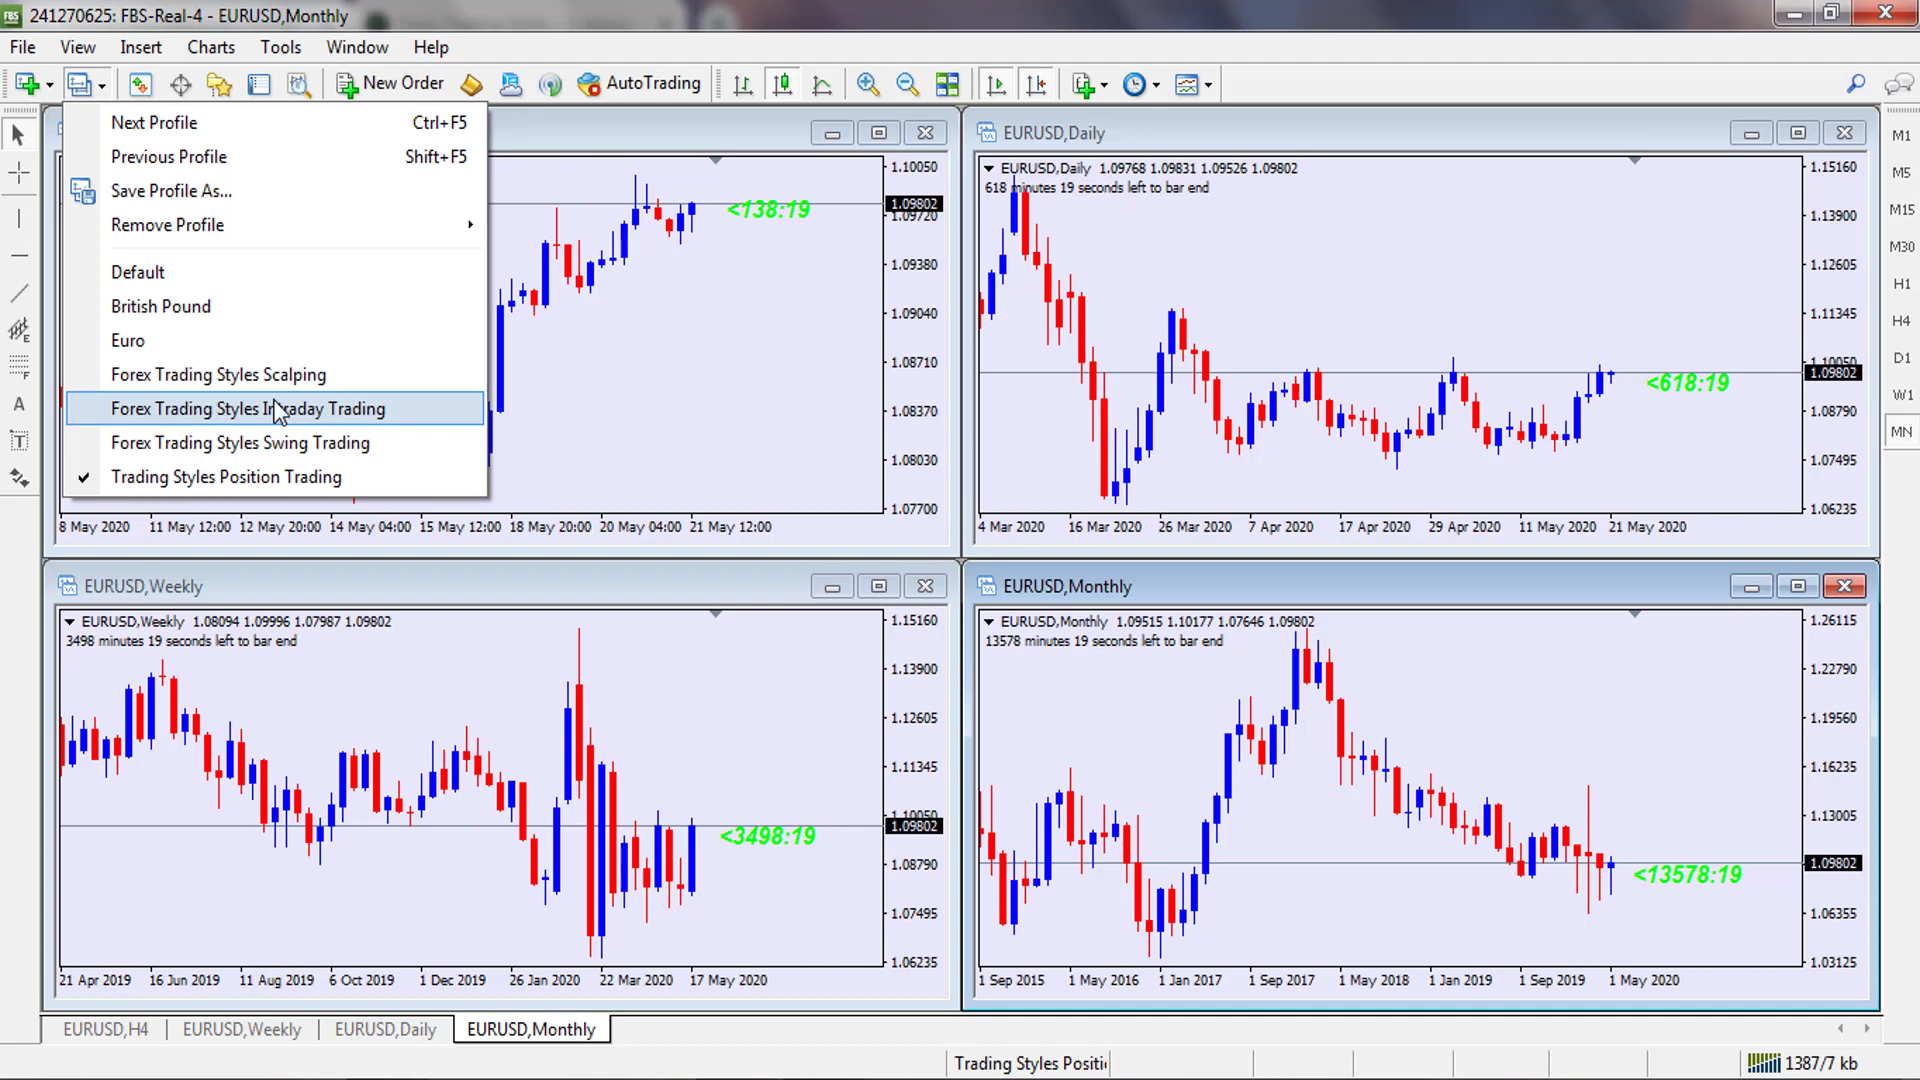 241270625: FBS-Real-4 - EURUSD,Monthly
File View Insert Charts Tools Window Help
New Order AutoTrading
Next Profile Ctrl+F5
Previous Profile Shift+F5
Save Profile As...
Remove Profile
Default
British Pound
Euro
Forex Trading Styles Scalping
Forex Trading Styles Intraday Trading
Forex Trading Styles Swing Trading
Trading Styles Position Trading
<138:19
1.10050
1.09802
1.09720
1.09380
1.09040
1.08710
1.08370
1.08030
1.07700
8 May 2020 11 May 12:00 12 May 20:00 14 May 04:00 15 May 12:00 18 May 20:00 20 May 04:00 21 May 12:00
EURUSD,Daily
EURUSD,Daily 1.09768 1.09831 1.09526 1.09802
618 minutes 19 seconds left to bar end
<618:19
1.15160
1.13900
1.12605
1.11345
1.10050
1.09802
1.08790
1.07495
1.06235
4 Mar 2020 16 Mar 2020 26 Mar 2020 7 Apr 2020 17 Apr 2020 29 Apr 2020 11 May 2020 21 May 2020
EURUSD,Weekly
EURUSD,Weekly 1.08094 1.09996 1.07987 1.09802
3498 minutes 19 seconds left to bar end
<3498:19
1.15160
1.13900
1.12605
1.11345
1.10050
1.09802
1.08790
1.07495
1.06235
21 Apr 2019 16 Jun 2019 11 Aug 2019 6 Oct 2019 1 Dec 2019 26 Jan 2020 22 Mar 2020 17 May 2020
EURUSD,Monthly
EURUSD,Monthly 1.09515 1.10177 1.07646 1.09802
13578 minutes 19 seconds left to bar end
<13578:19
1.26115
1.22790
1.19560
1.16235
1.13005
1.09802
1.06355
1.03125
1 Sep 2015 1 May 2016 1 Jan 2017 1 Sep 2017 1 May 2018 1 Jan 2019 1 Sep 2019 1 May 2020
M1
M5
M15
M30
H1
H4
D1
W1
MN
EURUSD,H4 EURUSD,Weekly EURUSD,Daily EURUSD,Monthly
Trading Styles Positi
1387/7 kb